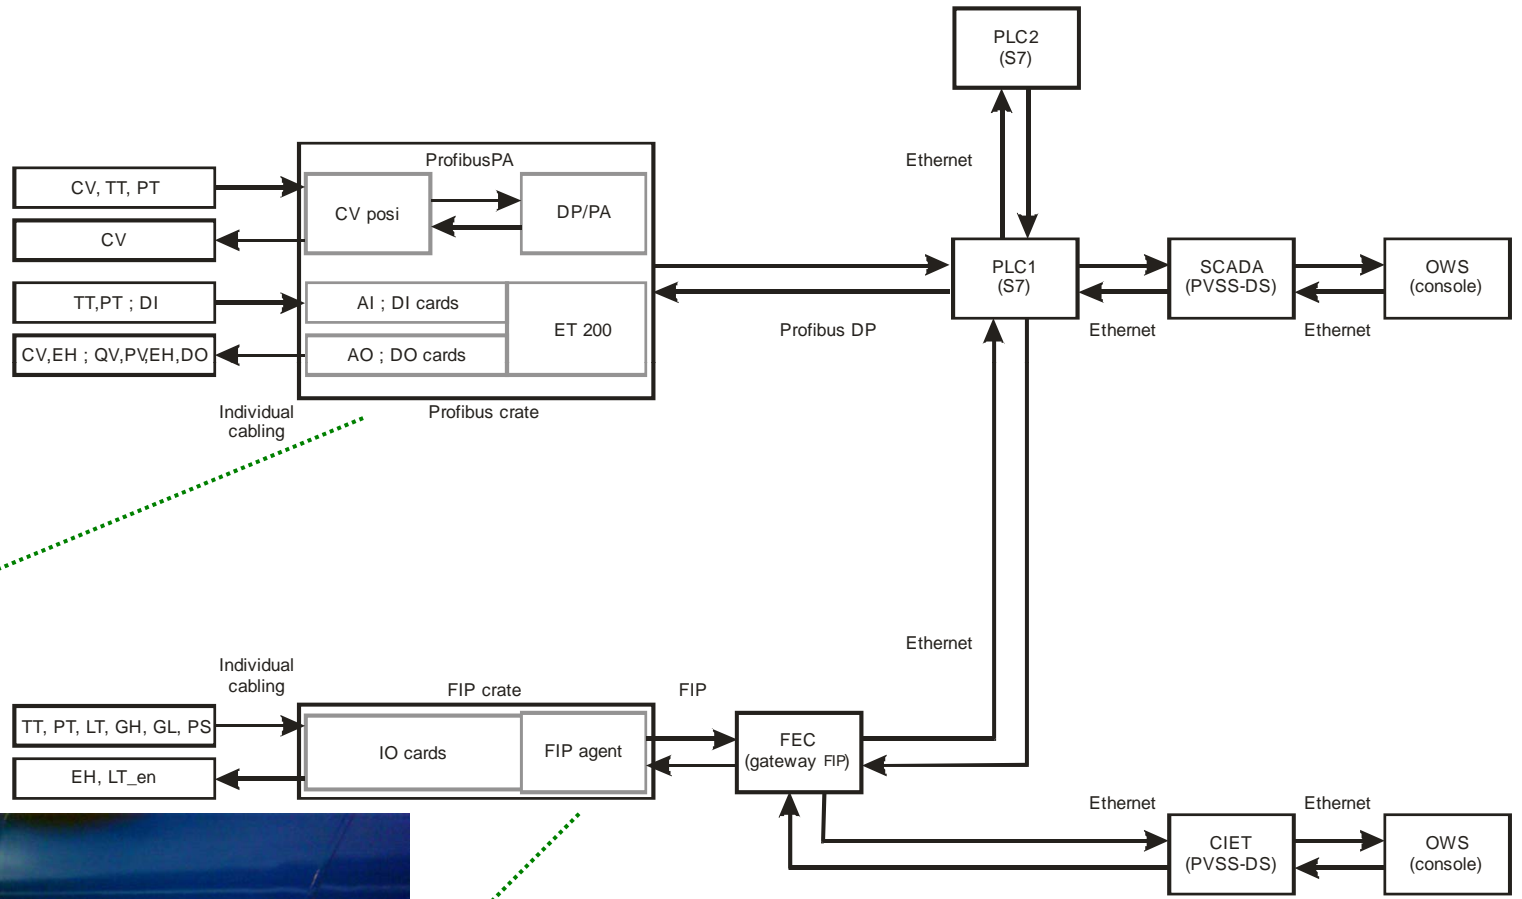 PLC2
(S7)
Ethernet
ProfibusPA
CV, TT, PT
CV posi
DP/PA
CV
PLC1
(S7)
SCADA
(PVSS-DS)
OWS
(console)
TT,PT ; DI
AI ; DI cards
ET 200
Profibus DP
Ethernet
Ethernet
CV,EH ; QV,PV,EH,DO
AO ; DO cards
Individual
cabling
Profibus crate
Ethernet
Individual
cabling
FIP crate
FIP
TT, PT, LT, GH, GL, PS
IO cards
FIP agent
FEC
(gateway FIP)
EH, LT_en
Ethernet
Ethernet
CIET
(PVSS-DS)
OWS
(console)